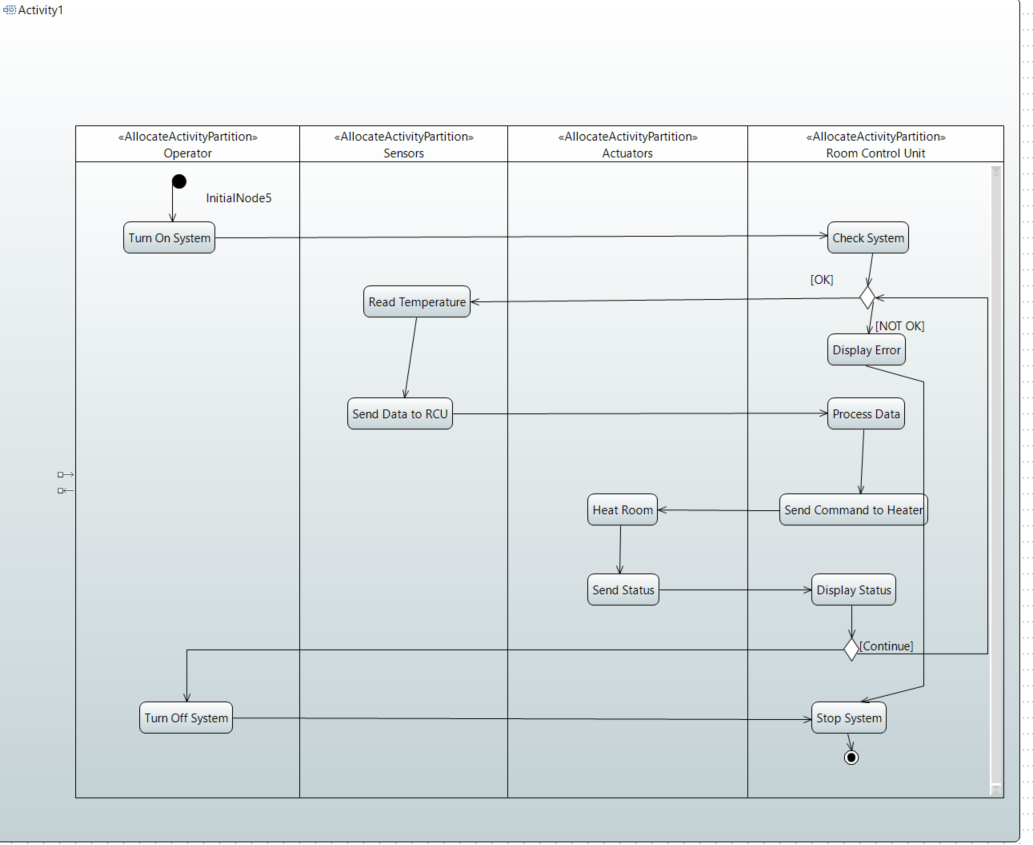 Activity1
«AllocateActivityPartition»
Operator
«AllocateActivityPartition»
Sensors
«AllocateActivityPartition»
Actuators
«AllocateActivityPartition»
Room Control Unit
InitialNode5
Turn On System
Check System
[OK]
Read Temperature
[NOT OK]
Display Error
Send Data to RCU
Process Data
Heat Room
Send Command to Heater
Send Status
Display Status
[Continue]
Turn Off System
Stop System